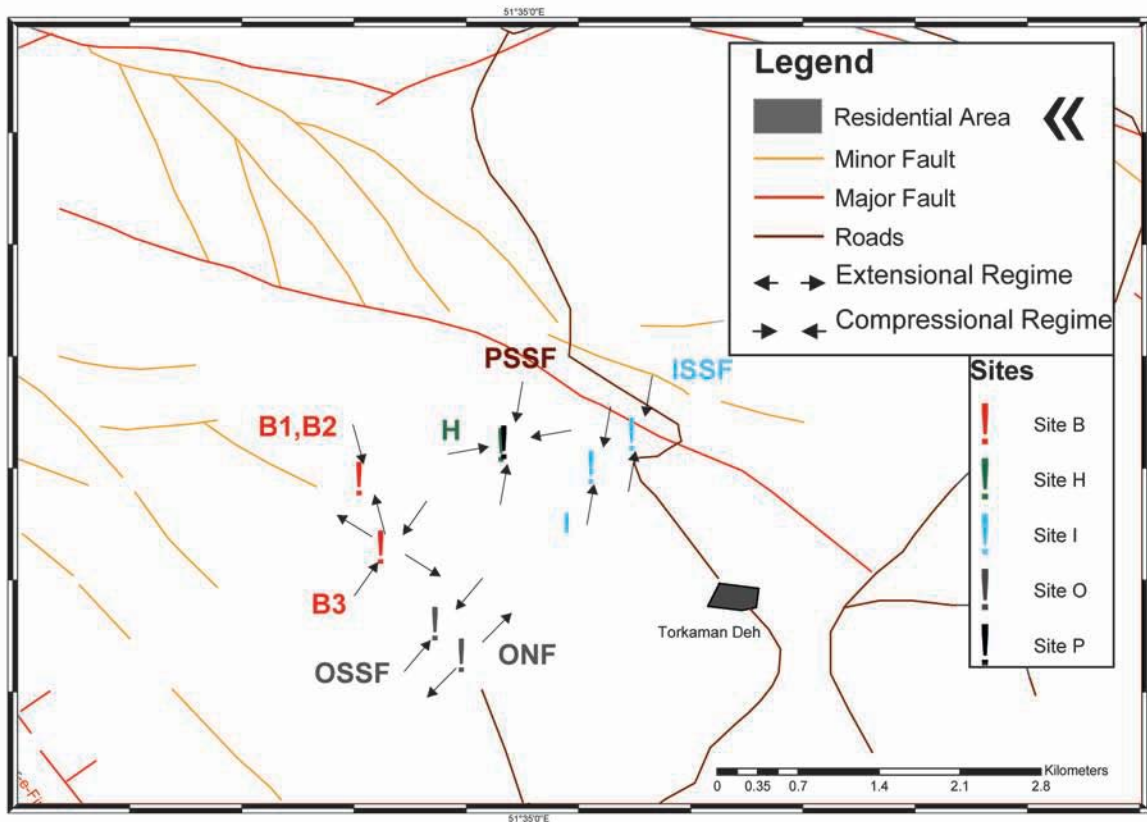 51°35'0"E
Legend
Residential Area
Minor Fault
Major Fault
Roads
Extensional Regime
Compressional Regime
Sites
Site B
Site H
Site I
Site O
Site P
PSSF
ISSF
B1,B2
H
I
B3
OSSF
ONF
Torkaman Deh
Kilometers
0 0.35 0.7 1.4 2.1 2.8
51°35'0"E